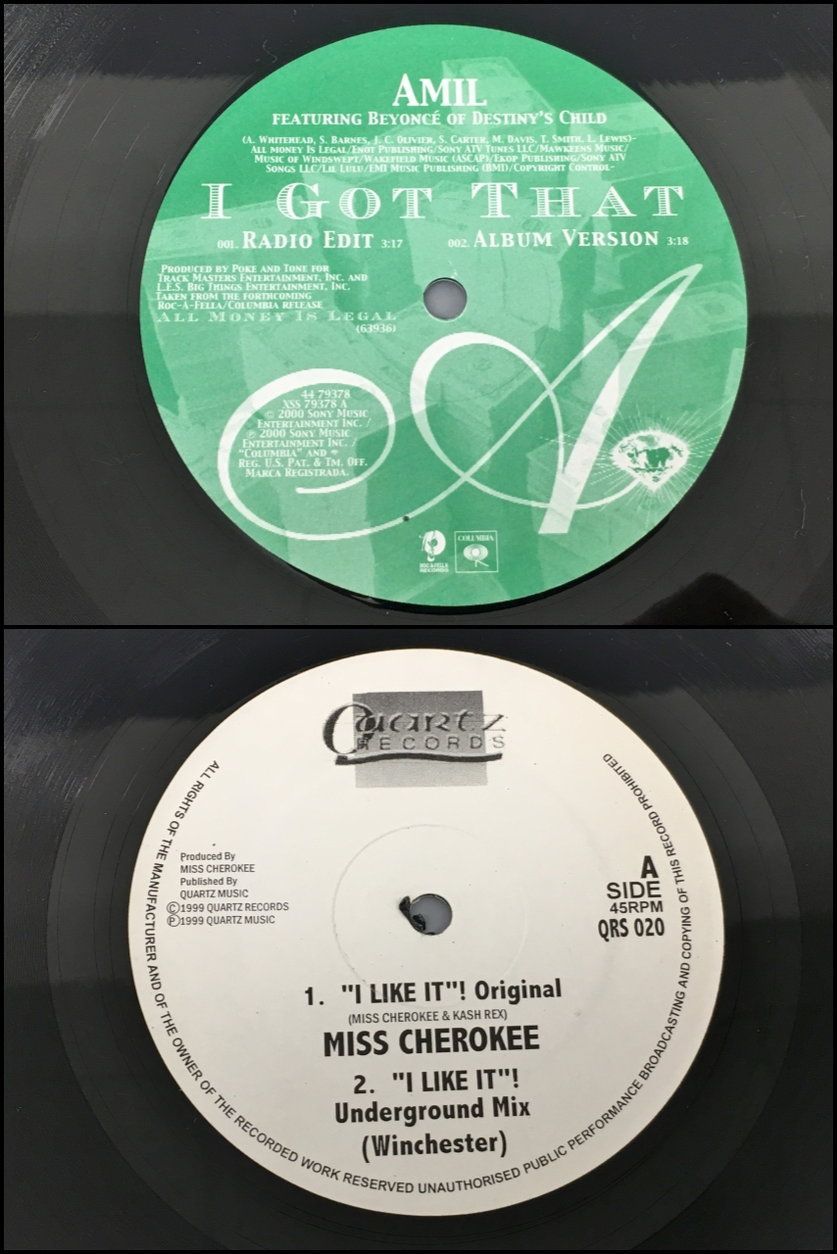 AMIL
FEATURING BEYONCÉ OF DESTINY'S CHILD
(A. WHITEHEAD, S. BARNES, J. C. OLIVIER, S. CARTER, M. DAVIS, T. SMITH, L. LEWIS)-
ALL MONEY IS LEGAL/ENOT PUBLISHING/SONY ATV TUNES LLC/MAWKEENS MUSIC/
MUSIC OF WINDSWEPT/WAKEFIELD MUSIC (ASCAP)/EKOP PUBLISHING/SONY ATV
SONGS LLC/LIL LULU/EMI MUSIC PUBLISHING (BMI)/COPYRIGHT CONTROL-
I GOT THAT
001. RADIO EDIT 3:17 002. ALBUM VERSION 3:18
PRODUCED BY POKE AND TONE FOR
TRACK MASTERS ENTERTAINMENT, INC. AND
L.E.S. BIG THINGS ENTERTAINMENT, INC.
TAKEN FROM THE FORTHCOMING
ROC-A-FELLA/COLUMBIA RELEASE
ALL MONEY IS LEGAL
(63936)
A
44 79378
XSS 79378 A
© 2000 SONY MUSIC
ENTERTAINMENT INC. /
℗ 2000 SONY MUSIC
ENTERTAINMENT INC. /
"COLUMBIA" AND
REG. U.S. PAT. & TM. OFF.
MARCA REGISTRADA.
ROC A FELLA
RECORDS
COLUMBIA
QUARTZ
RECORDS
ALL RIGHTS OF THE MANUFACTURER AND OF THE OWNER OF THE RECORDED WORK RESERVED UNAUTHORISED PUBLIC PERFORMANCE BROADCASTING AND COPYING OF THIS RECORD PROHIBITED
Produced By
MISS CHEROKEE
Published By
QUARTZ MUSIC
©1999 QUARTZ RECORDS
℗1999 QUARTZ MUSIC
A
SIDE
45RPM
QRS 020
1. "I LIKE IT"! Original
(MISS CHEROKEE & KASH REX)
MISS CHEROKEE
2. "I LIKE IT"!
Underground Mix
(Winchester)